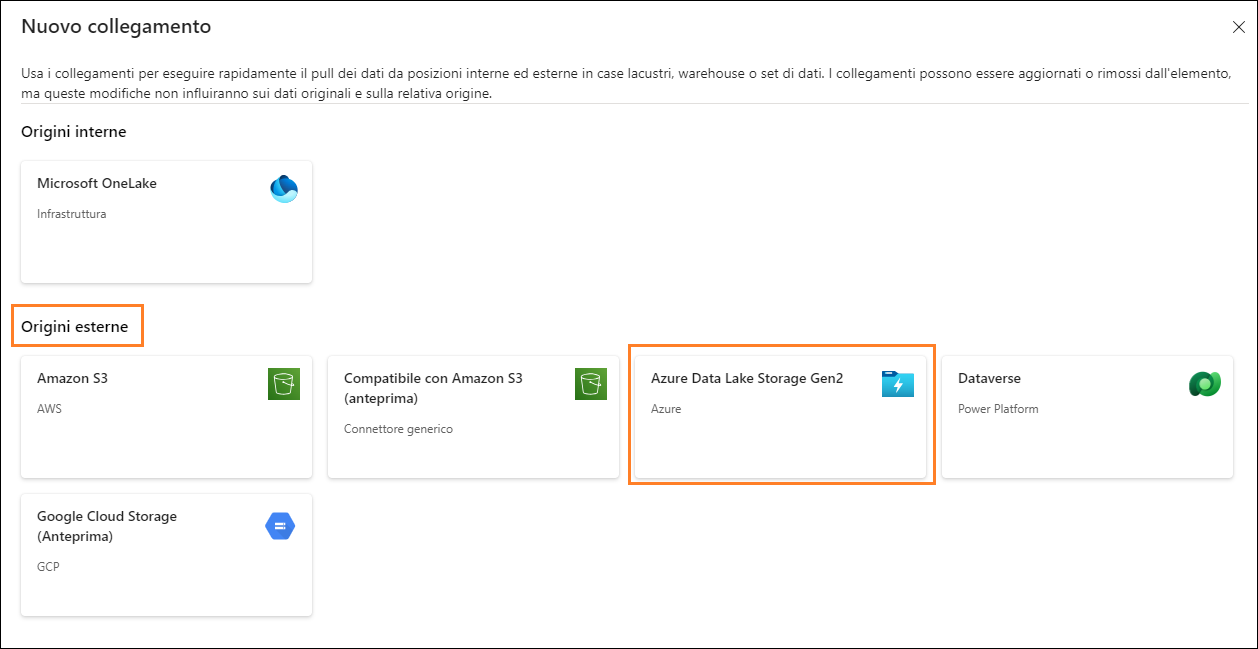 Nuovo collegamento
Usa i collegamenti per eseguire rapidamente il pull dei dati da posizioni interne ed esterne in case lacustri, warehouse o set di dati. I collegamenti possono essere aggiornati o rimossi dall'elemento,
ma queste modifiche non influiranno sui dati originali e sulla relativa origine.
Origini interne
Microsoft OneLake
Infrastruttura
Origini esterne
Amazon S3
AWS
Compatibile con Amazon S3
(anteprima)
Connettore generico
Azure Data Lake Storage Gen2
Azure
Dataverse
Power Platform
Google Cloud Storage
(Anteprima)
GCP